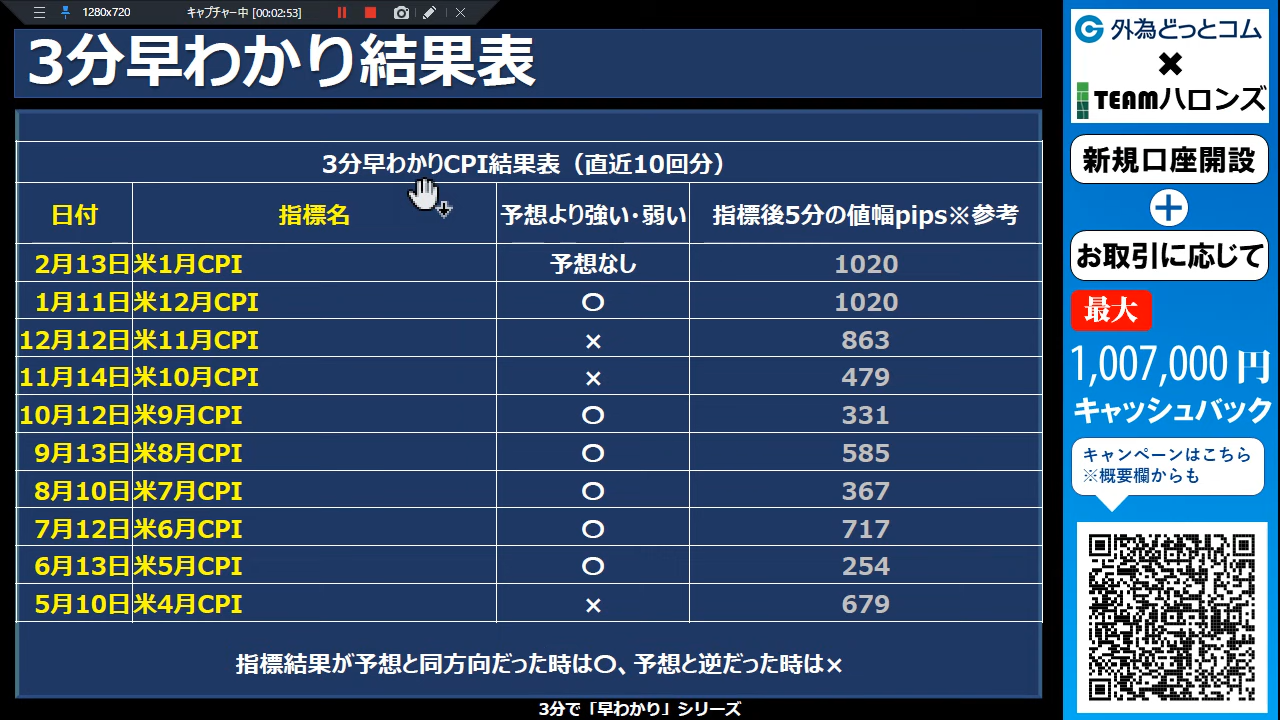 1280x720 キャプチャー中 [00:02:53]
3分早わかり結果表
3分早わかりCPI結果表（直近10回分）
日付 指標名 予想より強い・弱い 指標後5分の値幅pips※参考
2月13日 米1月CPI 予想なし 1020
1月11日 米12月CPI 〇 1020
12月12日 米11月CPI × 863
11月14日 米10月CPI × 479
10月12日 米9月CPI 〇 331
9月13日 米8月CPI 〇 585
8月10日 米7月CPI 〇 367
7月12日 米6月CPI 〇 717
6月13日 米5月CPI 〇 254
5月10日 米4月CPI × 679
指標結果が予想と同方向だった時は〇、予想と逆だった時は×
3分で「早わかり」シリーズ
外為どっとコム
×
TEAMハロンズ
新規口座開設
+
お取引に応じて
最大
1,007,000円
キャッシュバック
キャンペーンはこちら
※概要欄からも